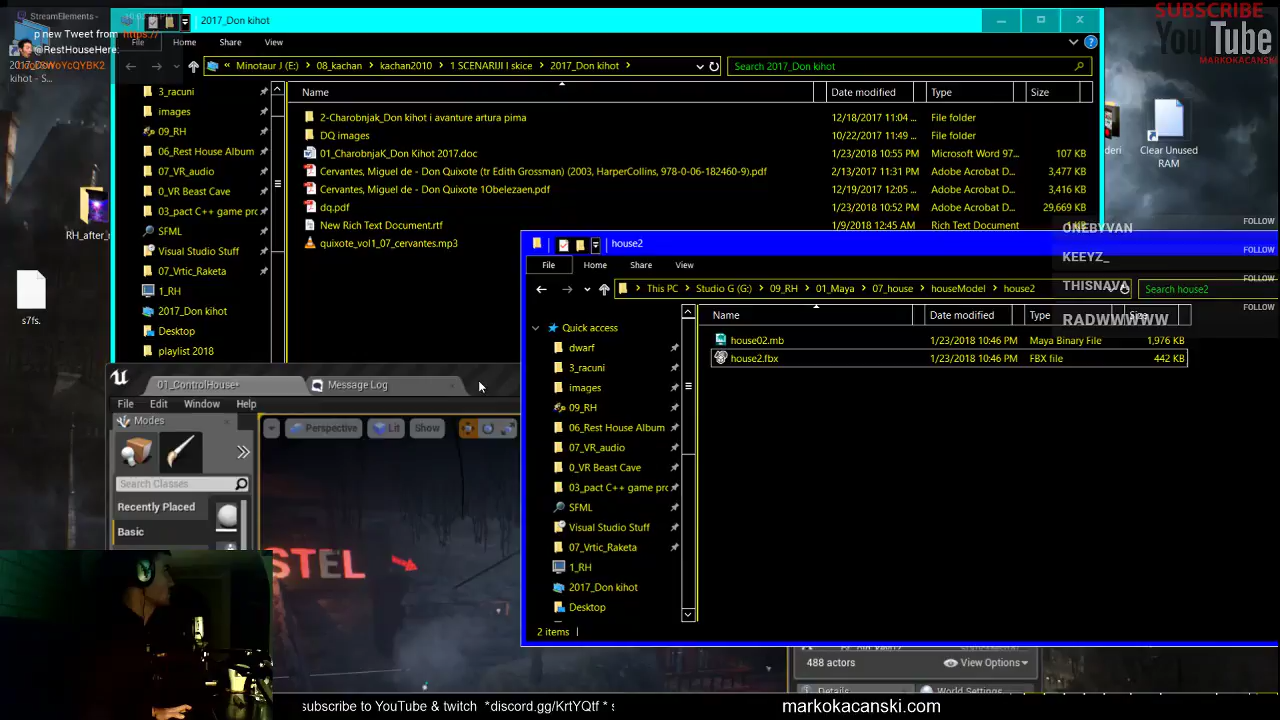 StreamElements
p new Tweet from https://
@RestHouseHere:
2017_Don
kihot - S...
SUBSCRIBE
YouTube
MARKOKACANSKI
2017_Don kihot
File Home Share View
Minotaur J (E:) 08_kachan kachan2010 1 SCENARIJI I skice 2017_Don kihot
Search 2017_Don kihot
Name Date modified Type Size
3_racuni
images
09_RH
06_Rest House Album
07_VR_audio
0_VR Beast Cave
03_pact C++ game pro
SFML
Visual Studio Stuff
07_Vrtic_Raketa
1_RH
2017_Don kihot
Desktop
playlist 2018
2-Charobnjak_Don kihot i avanture artura pima 12/18/2017 11:04 ... File folder
DQ images 10/22/2017 11:49 ... File folder
01_CharobnjaK_Don Kihot 2017.doc 1/23/2018 10:55 PM Microsoft Word 97... 107 KB
Cervantes, Miguel de - Don Quixote (tr Edith Grossman) (2003, HarperCollins, 978-0-06-182460-9).pdf 2/13/2017 11:31 PM Adobe Acrobat D... 3,477 KB
Cervantes, Miguel de - Don Quixote 1Obelezaen.pdf 12/19/2017 12:05 ... Adobe Acrobat D... 3,416 KB
dq.pdf 1/23/2018 10:52 PM Adobe Acrobat D... 29,669 KB
New Rich Text Document.rtf 1/9/2018 12:45 AM Rich Text Document 1 KB
quixote_vol1_07_cervantes.mp3
Clear Unused
RAM
RH_after_r
s7fs.
FOLLOW
ONEBYVAN
FOLLOW
KEEYZ_
FOLLOW
THISNAVA
FOLLOW
RADWWWWW
house2
File Home Share View
This PC Studio G (G:) 09_RH 01_Maya 07_house houseModel house2
Search house2
Name Date modified Type Size
Quick access
dwarf
3_racuni
images
09_RH
06_Rest House Album
07_VR_audio
0_VR Beast Cave
03_pact C++ game prc
SFML
Visual Studio Stuff
07_Vrtic_Raketa
1_RH
2017_Don kihot
Desktop
house02.mb 1/23/2018 10:46 PM Maya Binary File 1,976 KB
house2.fbx 1/23/2018 10:46 PM FBX file 442 KB
2 items
01_ControlHouse*
Message Log
File Edit Window Help
Modes
Perspective Lit Show
Search Classes
Recently Placed
Basic
STEL
488 actors
View Options
Details World Settings
subscribe to YouTube & twitch *discord.gg/KrtYQtf * s
markokacanski.com